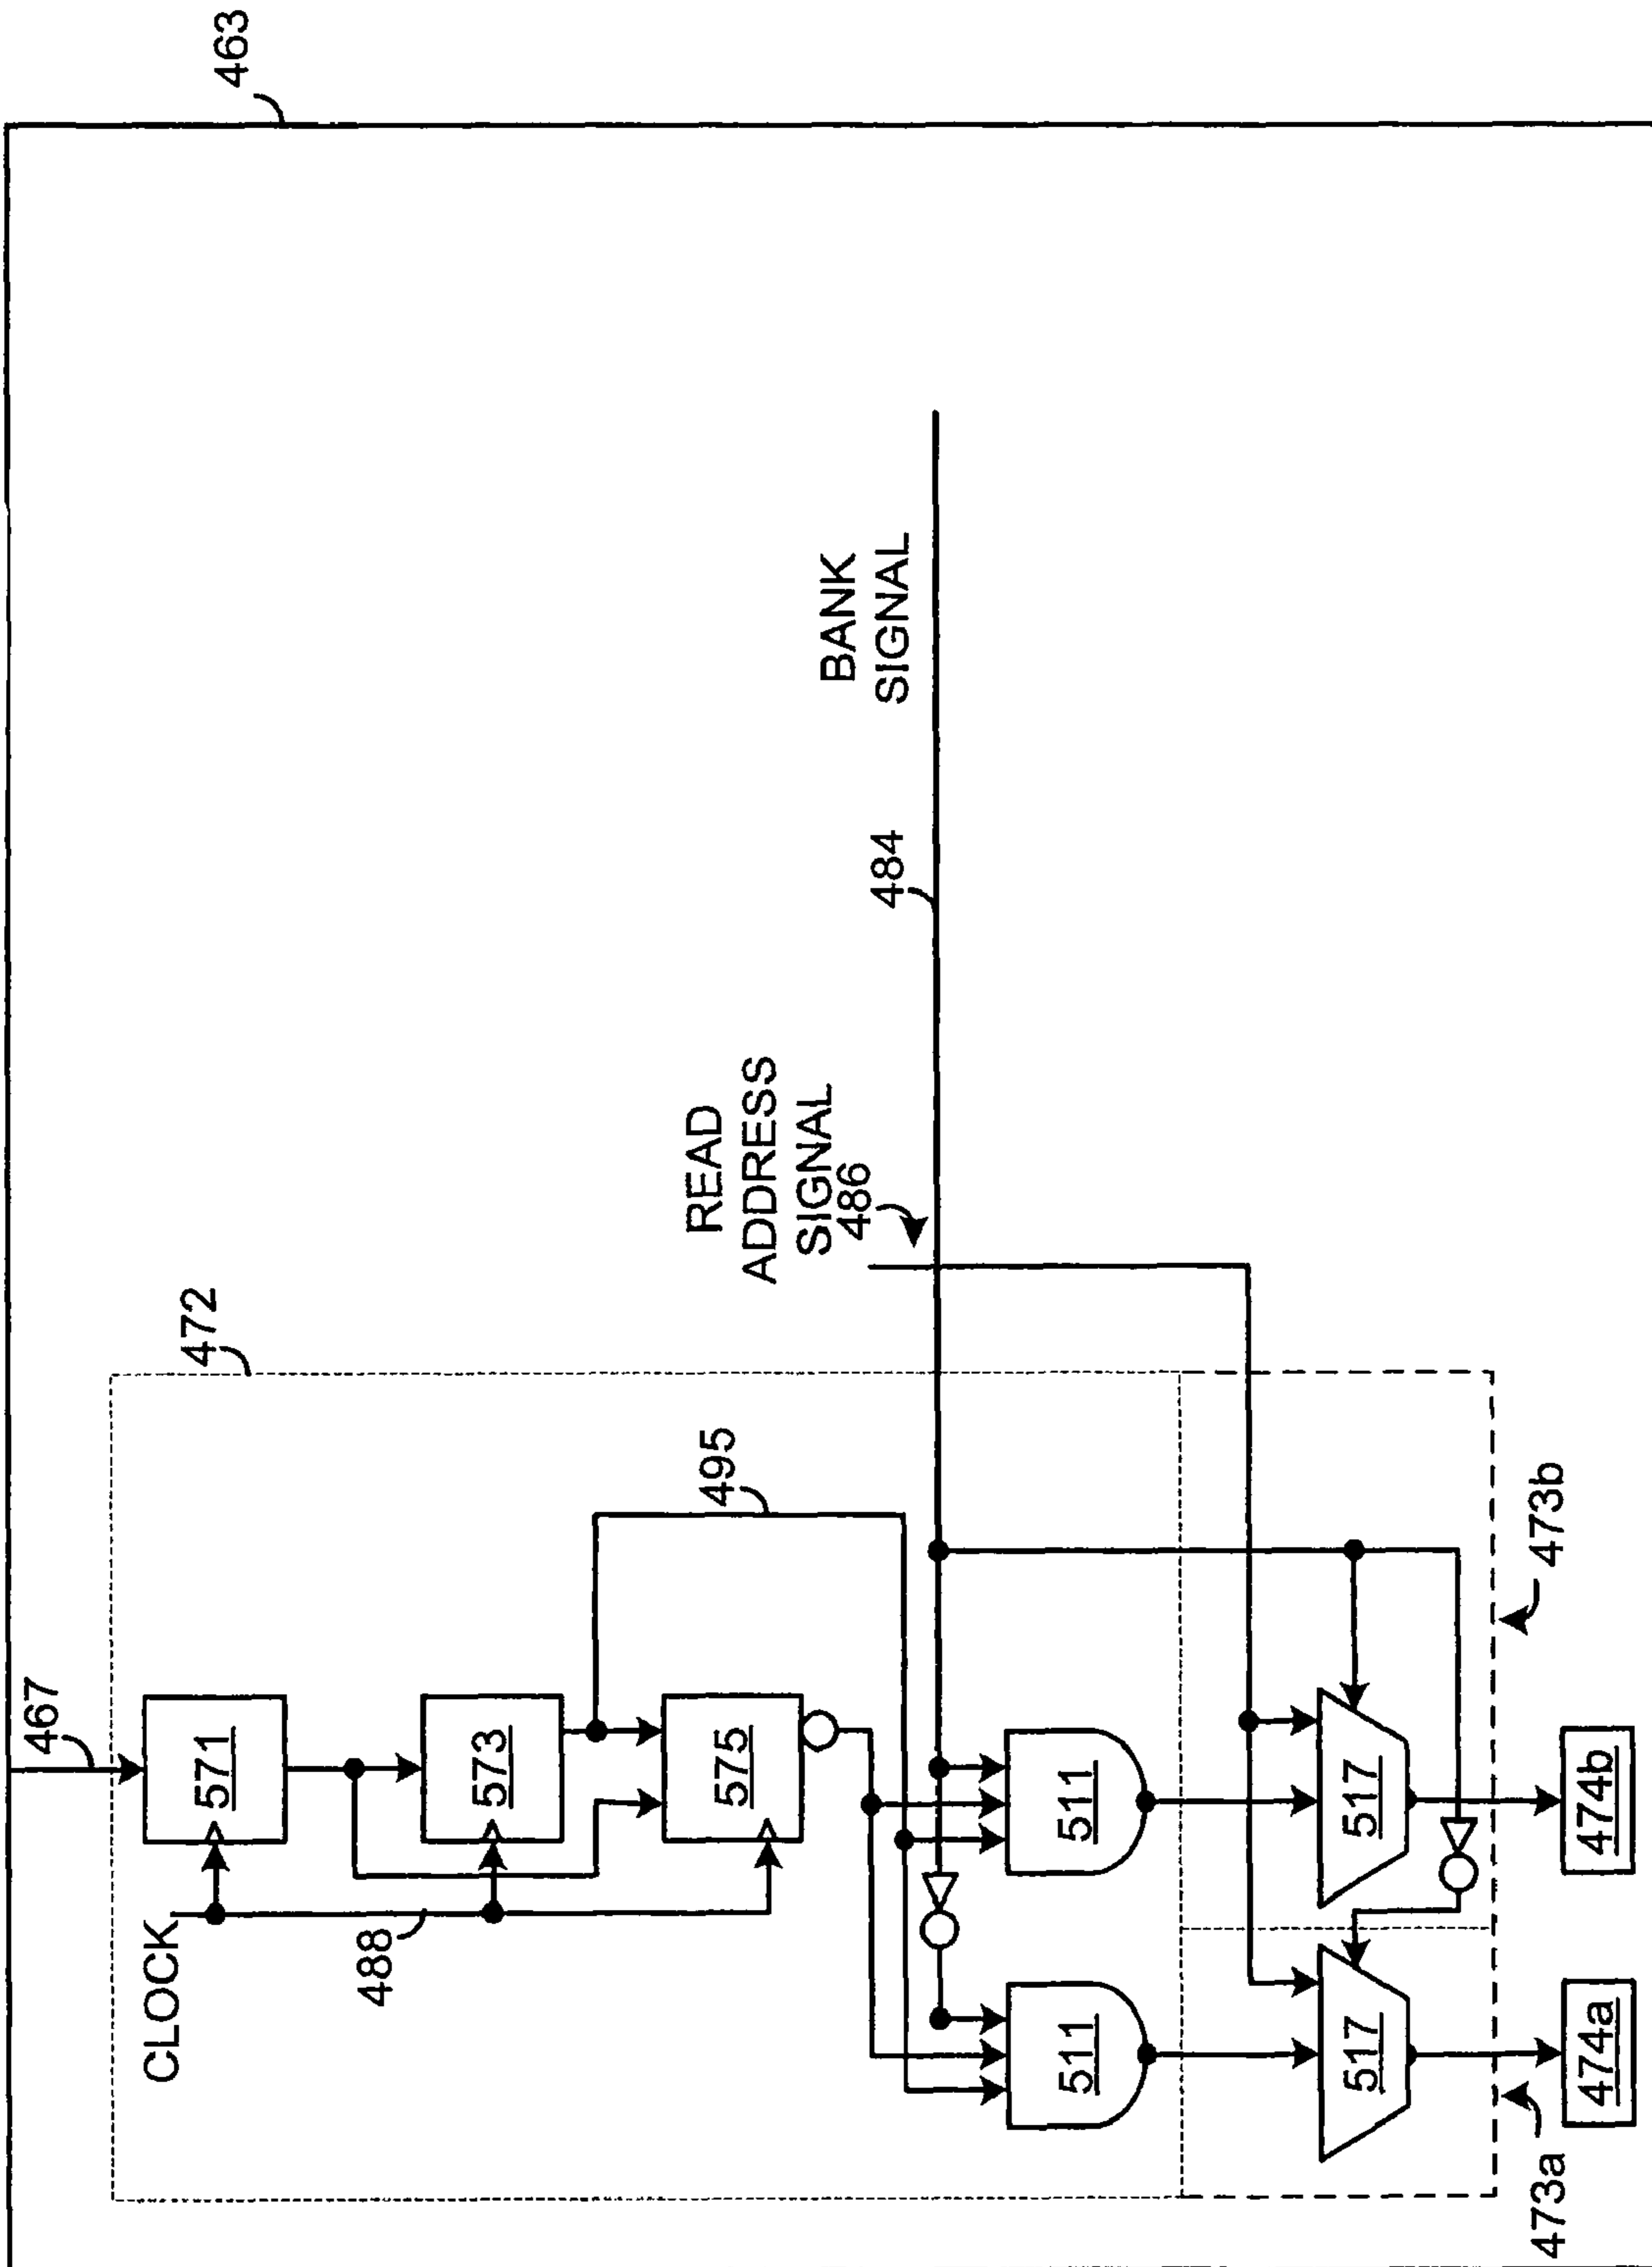 463
467
472
CLOCK
571
488
573
495
575
READ
ADDRESS
SIGNAL
486
484
BANK
SIGNAL
511
511
517
517
473a
473b
474a
474b